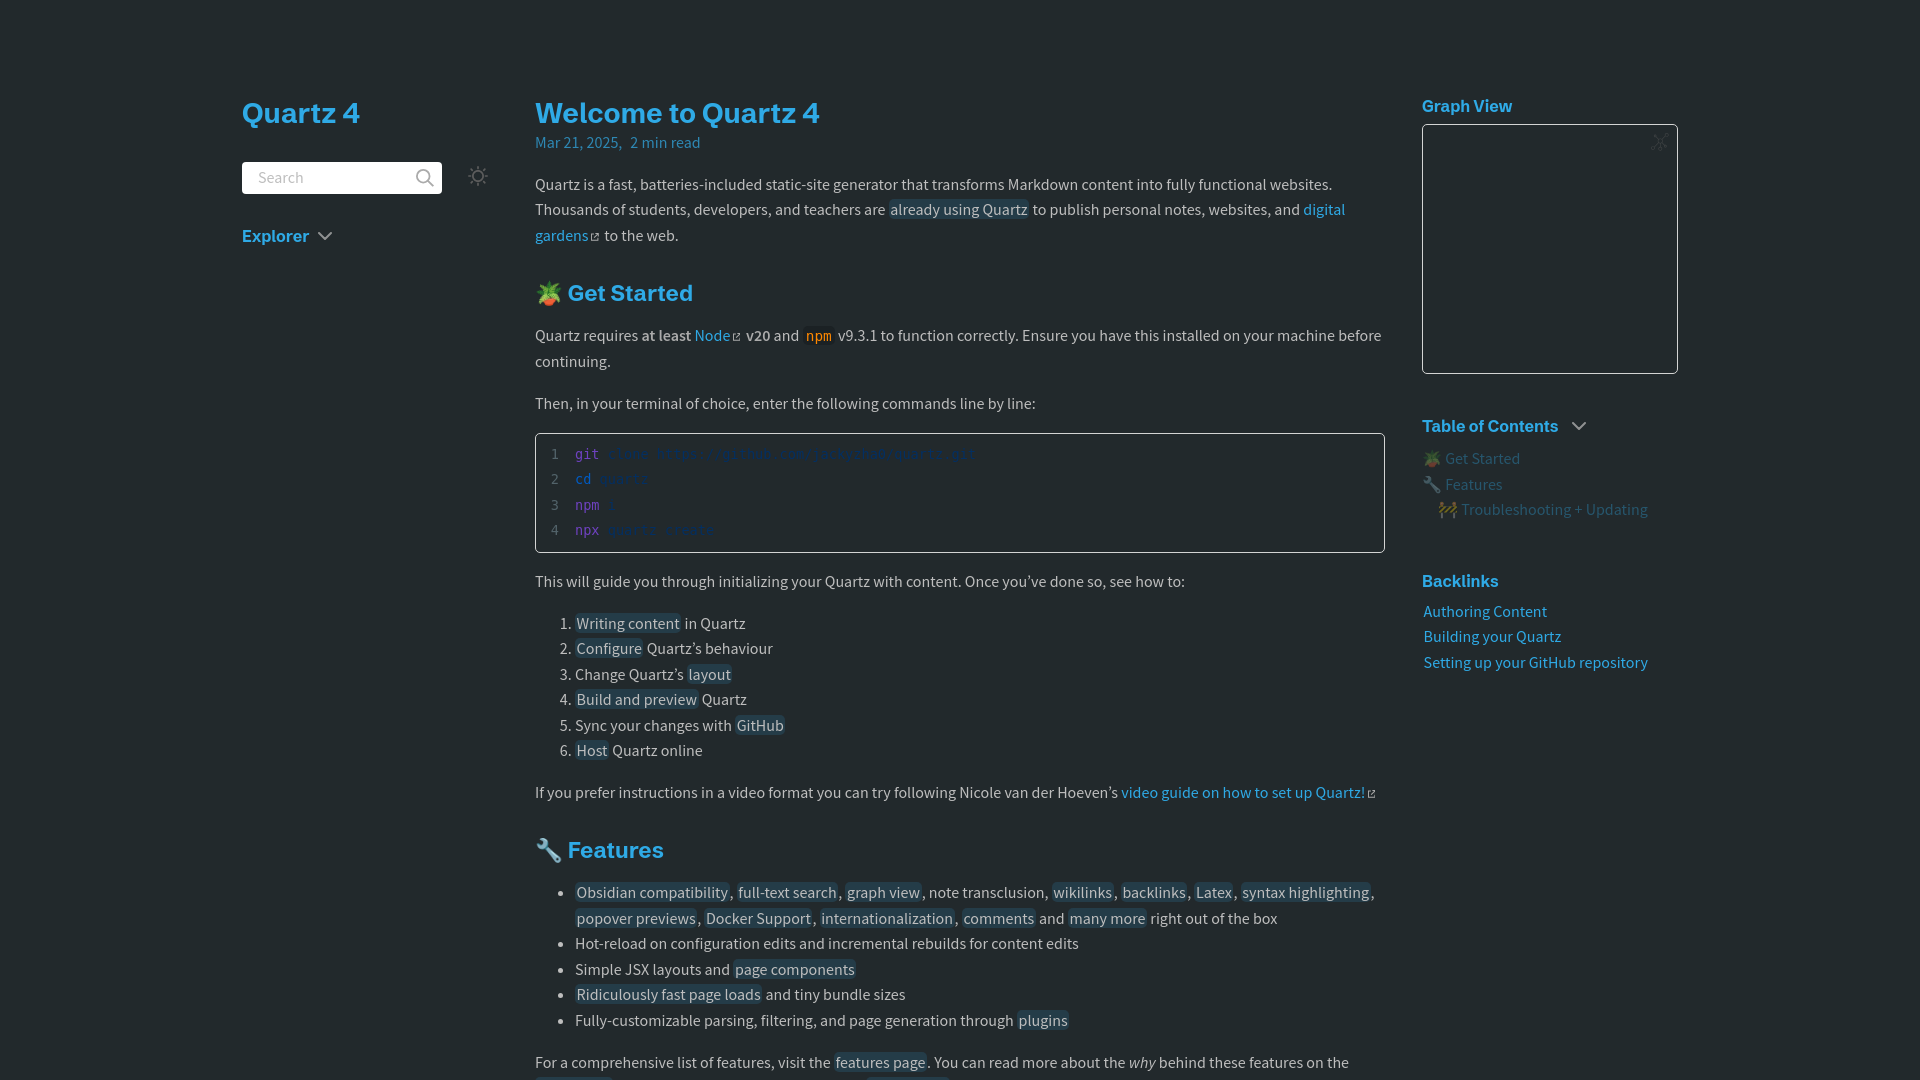 Quartz 4
Search
Explorer
Welcome to Quartz 4
Mar 21, 2025, 2 min read
Quartz is a fast, batteries-included static-site generator that transforms Markdown content into fully functional websites.
Thousands of students, developers, and teachers are already using Quartz to publish personal notes, websites, and digital
gardens to the web.
🪴 Get Started
Quartz requires at least Node v20 and npm v9.3.1 to function correctly. Ensure you have this installed on your machine before
continuing.
Then, in your terminal of choice, enter the following commands line by line:
1 git
2 cd
3 npm
4 npx
This will guide you through initializing your Quartz with content. Once you’ve done so, see how to:
1. Writing content in Quartz
2. Configure Quartz’s behaviour
3. Change Quartz’s layout
4. Build and preview Quartz
5. Sync your changes with GitHub
6. Host Quartz online
If you prefer instructions in a video format you can try following Nicole van der Hoeven’s video guide on how to set up Quartz!
🔧 Features
• Obsidian compatibility, full-text search, graph view, note transclusion, wikilinks, backlinks, Latex, syntax highlighting,
popover previews, Docker Support, internationalization, comments and many more right out of the box
• Hot-reload on configuration edits and incremental rebuilds for content edits
• Simple JSX layouts and page components
• Ridiculously fast page loads and tiny bundle sizes
• Fully-customizable parsing, filtering, and page generation through plugins
For a comprehensive list of features, visit the features page. You can read more about the why behind these features on the
Graph View
Table of Contents
🪴 Get Started
🔧 Features
🚧 Troubleshooting + Updating
Backlinks
Authoring Content
Building your Quartz
Setting up your GitHub repository